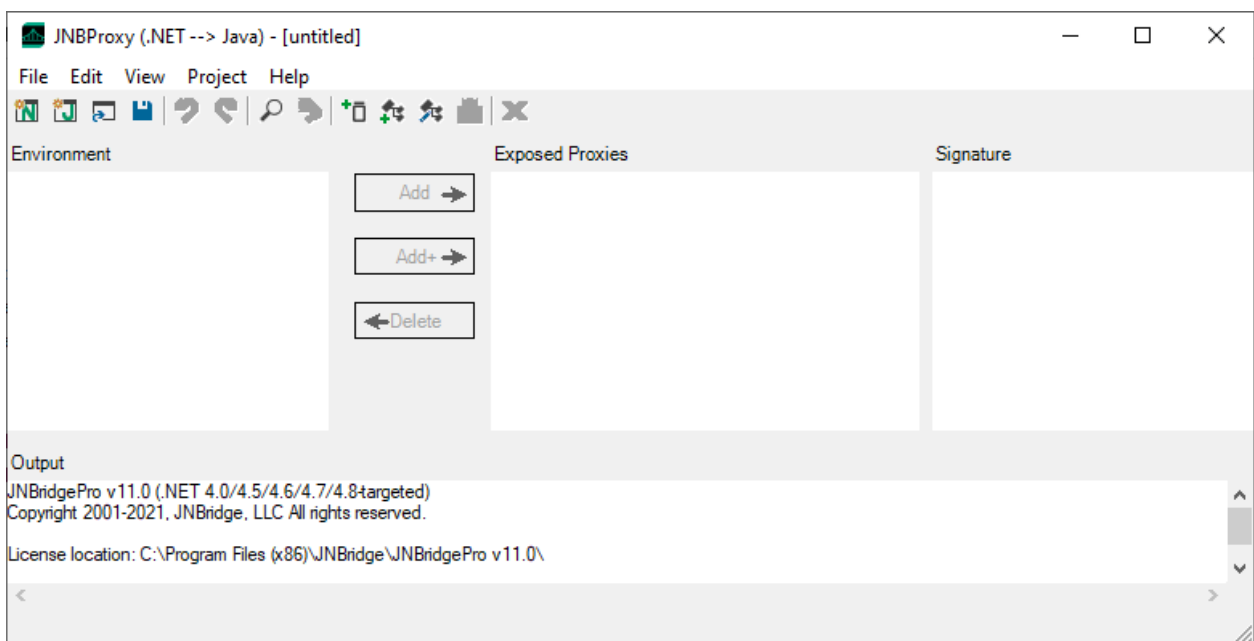 JNBProxy (.NET --> Java) - [untitled]
File Edit View Project Help
Environment
Exposed Proxies
Signature
Add
Add+
Delete
Output
JNBridgePro v11.0 (.NET 4.0/4.5/4.6/4.7/4.8-targeted)
Copyright 2001-2021, JNBridge, LLC All rights reserved.
License location: C:\Program Files (x86)\JNBridge\JNBridgePro v11.0\